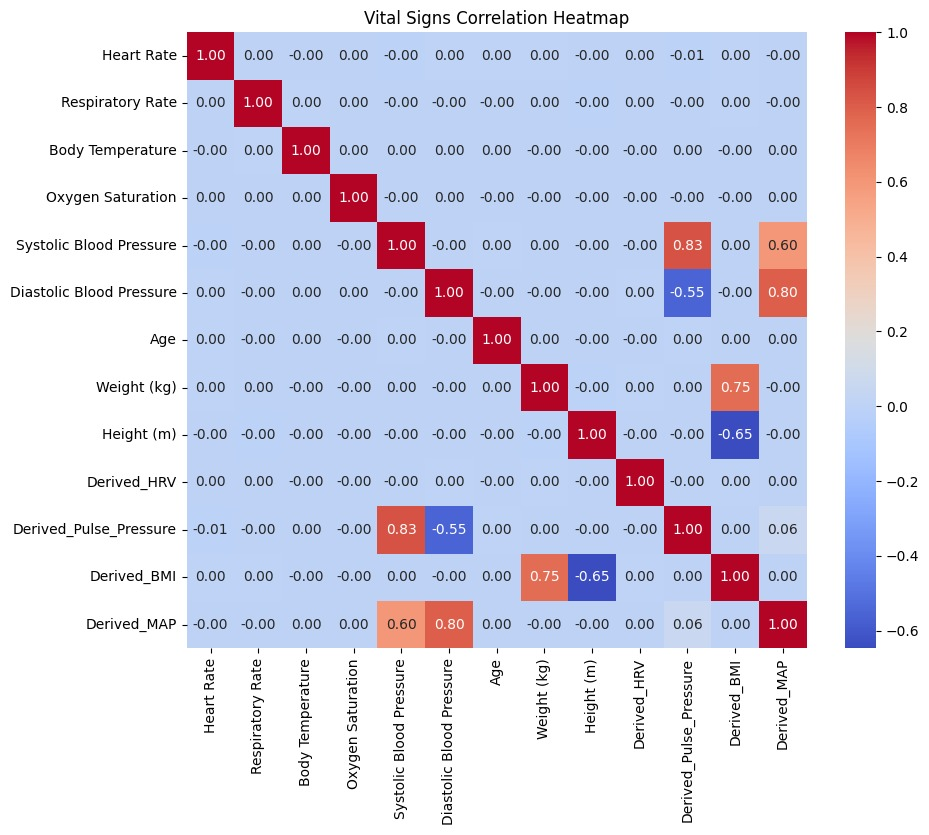 Vital Signs Correlation Heatmap
Heart Rate 1.00 0.00 -0.00 0.00 -0.00 0.00 0.00 0.00 -0.00 0.00 -0.01 0.00 -0.00
Respiratory Rate 0.00 1.00 0.00 0.00 -0.00 -0.00 -0.00 0.00 -0.00 0.00 -0.00 0.00 -0.00
Body Temperature -0.00 0.00 1.00 0.00 0.00 0.00 0.00 -0.00 -0.00 -0.00 0.00 -0.00 0.00
Oxygen Saturation 0.00 0.00 0.00 1.00 -0.00 0.00 -0.00 -0.00 -0.00 -0.00 -0.00 -0.00 0.00
Systolic Blood Pressure -0.00 -0.00 0.00 -0.00 1.00 -0.00 0.00 0.00 -0.00 -0.00 0.83 0.00 0.60
Diastolic Blood Pressure 0.00 -0.00 0.00 0.00 -0.00 1.00 -0.00 -0.00 -0.00 0.00 -0.55 -0.00 0.80
Age 0.00 -0.00 0.00 -0.00 0.00 -0.00 1.00 0.00 -0.00 -0.00 0.00 0.00 0.00
Weight (kg) 0.00 0.00 -0.00 -0.00 0.00 -0.00 0.00 1.00 -0.00 0.00 0.00 0.75 -0.00
Height (m) -0.00 -0.00 -0.00 -0.00 -0.00 -0.00 -0.00 -0.00 1.00 -0.00 -0.00 -0.65 -0.00
Derived_HRV 0.00 0.00 -0.00 -0.00 -0.00 0.00 -0.00 0.00 -0.00 1.00 -0.00 0.00 0.00
Derived_Pulse_Pressure -0.01 -0.00 0.00 -0.00 0.83 -0.55 0.00 0.00 -0.00 -0.00 1.00 0.00 0.06
Derived_BMI 0.00 0.00 -0.00 -0.00 0.00 -0.00 0.00 0.75 -0.65 0.00 0.00 1.00 0.00
Derived_MAP -0.00 -0.00 0.00 0.00 0.60 0.80 0.00 -0.00 -0.00 0.00 0.06 0.00 1.00
Heart Rate
Respiratory Rate
Body Temperature
Oxygen Saturation
Systolic Blood Pressure
Diastolic Blood Pressure
Age
Weight (kg)
Height (m)
Derived_HRV
Derived_Pulse_Pressure
Derived_BMI
Derived_MAP
1.0
0.8
0.6
0.4
0.2
0.0
−0.2
−0.4
−0.6